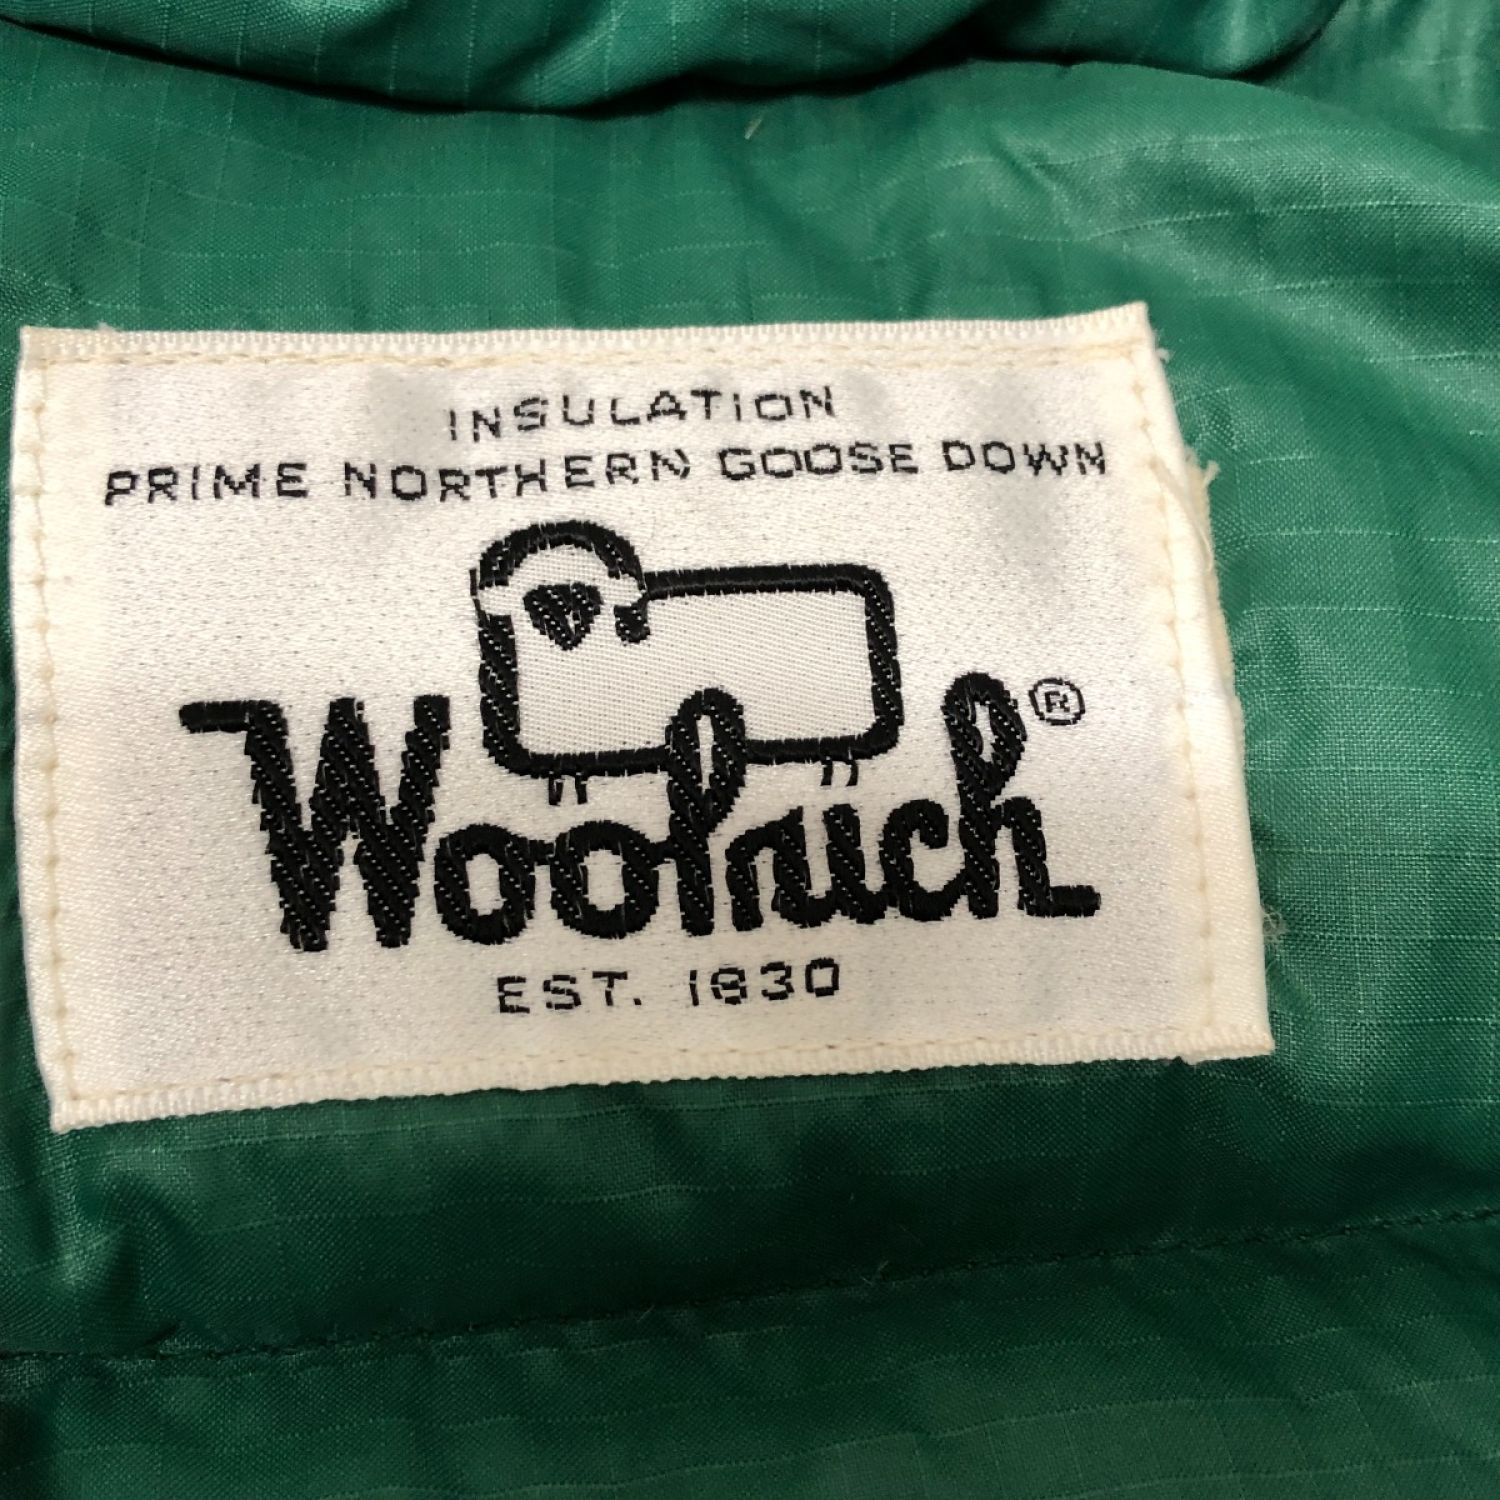 INSULATION
PRIME NORTHERN GOOSE DOWN
Woolrich®
EST. 1830